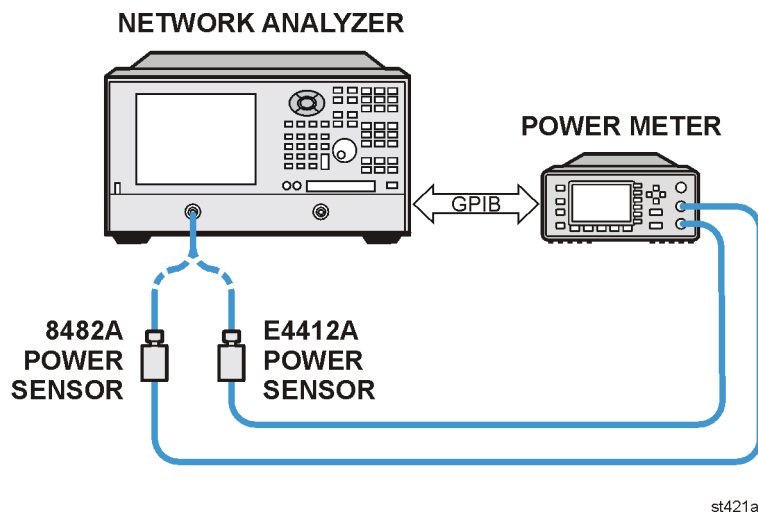 NETWORK ANALYZER
POWER METER
GPIB
8482A
POWER
SENSOR
E4412A
POWER
SENSOR
st421a